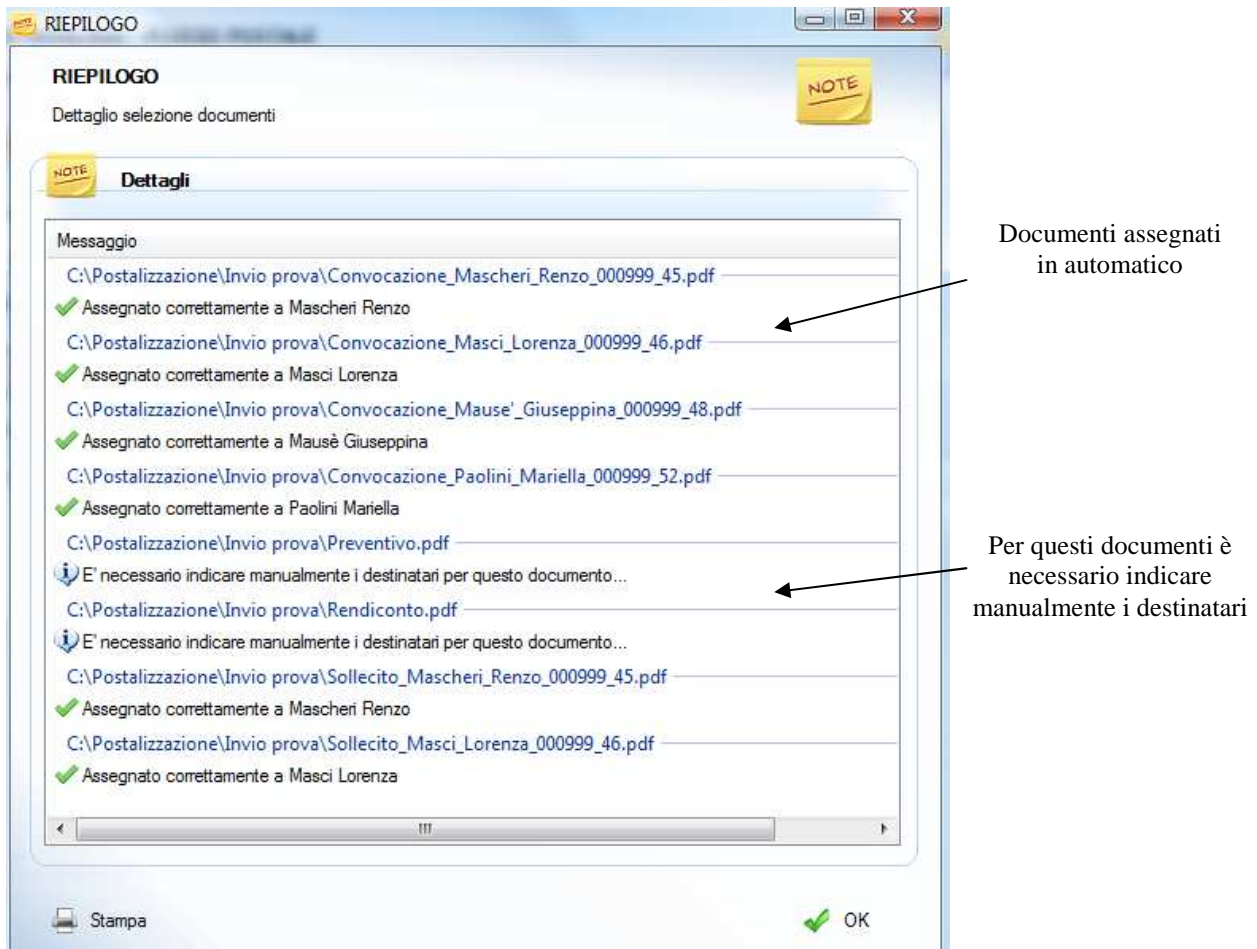 RIEPILOGO
RIEPILOGO
NOTE
Dettaglio selezione documenti
NOTE
Dettagli
Messaggio
C:\Postalizzazione\Invio prova\Convocazione_Mascheri_Renzo_000999_45.pdf
Assegnato correttamente a Mascheri Renzo
C:\Postalizzazione\Invio prova\Convocazione_Masci_Lorenza_000999_46.pdf
Assegnato correttamente a Masci Lorenza
C:\Postalizzazione\Invio prova\Convocazione_Mause'_Giuseppina_000999_48.pdf
Assegnato correttamente a Mausè Giuseppina
C:\Postalizzazione\Invio prova\Convocazione_Paolini_Mariella_000999_52.pdf
Assegnato correttamente a Paolini Mariella
C:\Postalizzazione\Invio prova\Preventivo.pdf
E' necessario indicare manualmente i destinatari per questo documento...
C:\Postalizzazione\Invio prova\Rendiconto.pdf
E' necessario indicare manualmente i destinatari per questo documento...
C:\Postalizzazione\Invio prova\Sollecito_Mascheri_Renzo_000999_45.pdf
Assegnato correttamente a Mascheri Renzo
C:\Postalizzazione\Invio prova\Sollecito_Masci_Lorenza_000999_46.pdf
Assegnato correttamente a Masci Lorenza
Stampa
OK
Documenti assegnati
in automatico
Per questi documenti è
necessario indicare
manualmente i destinatari